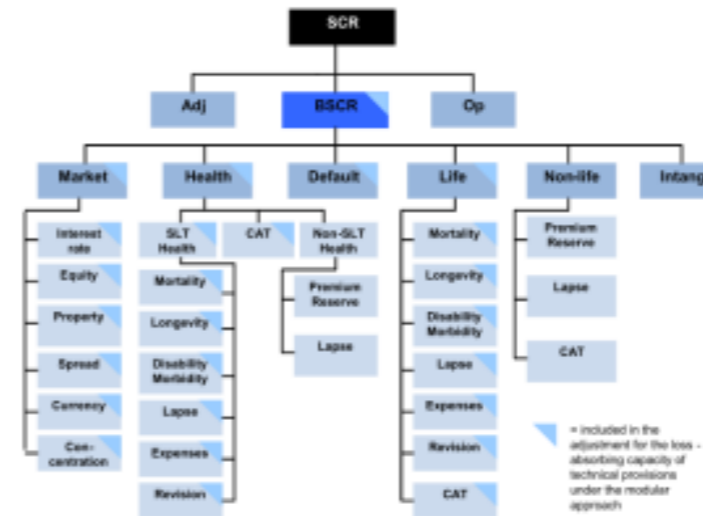 SCR
Adj
BSCR
Op
Market
Health
Default
Life
Non-life
Intang
Interest
rate
Equity
Property
Spread
Currency
Con-
centration
SLT
Health
CAT
Non-SLT
Health
Mortality
Longevity
Disability
Morbidity
Lapse
Expenses
Revision
Premium
Reserve
Lapse
Mortality
Longevity
Disability
Morbidity
Lapse
Expenses
Revision
CAT
Premium
Reserve
Lapse
CAT
= included in the
adjustment for the loss -
absorbing capacity of
technical provisions
under the modular
approach